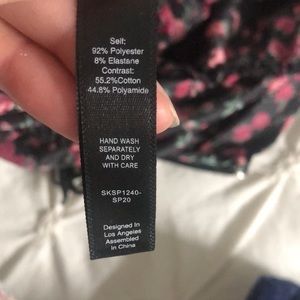 Self:
92% Polyester
8% Elastane
Contrast:
55.2%Cotton
44.8% Polyamide
HAND WASH
SEPARATELY
AND DRY
WITH CARE
SKSP1240-
SP20
Designed In
Los Angeles
Assembled
in China